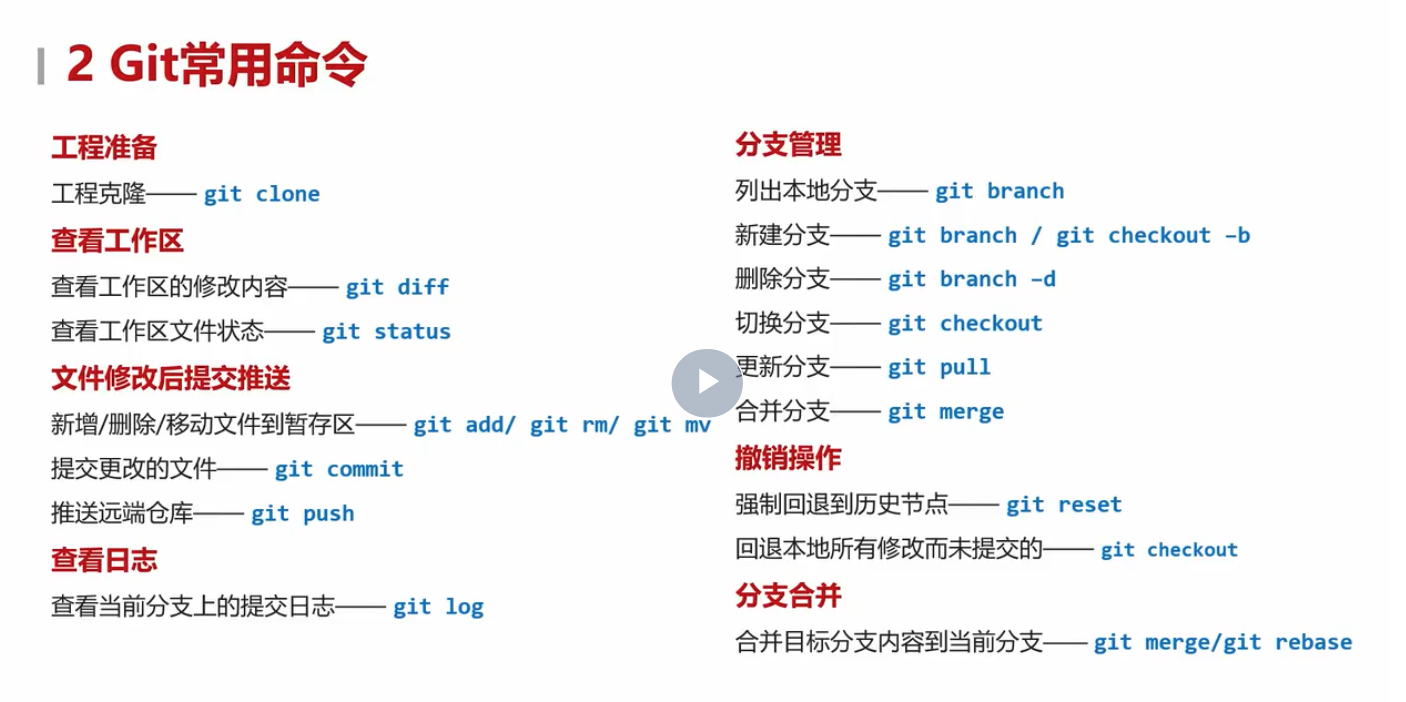 2 Git常用命令
工程准备
工程克隆—— git clone
查看工作区
查看工作区的修改内容—— git diff
查看工作区文件状态—— git status
文件修改后提交推送
新增/删除/移动文件到暂存区—— git add/ git rm/ git mv
提交更改的文件—— git commit
推送远端仓库—— git push
查看日志
查看当前分支上的提交日志—— git log
分支管理
列出本地分支—— git branch
新建分支—— git branch / git checkout –b
删除分支—— git branch –d
切换分支—— git checkout
更新分支—— git pull
合并分支—— git merge
撤销操作
强制回退到历史节点—— git reset
回退本地所有修改而未提交的—— git checkout
分支合并
合并目标分支内容到当前分支—— git merge/git rebase